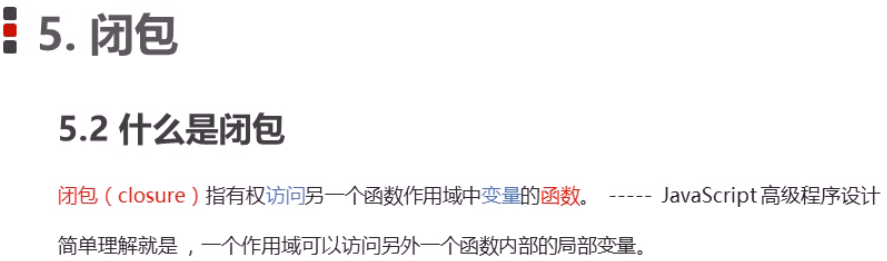 5. 闭包
5.2 什么是闭包
闭包（closure）指有权访问另一个函数作用域中变量的函数。 ----- JavaScript 高级程序设计
简单理解就是 ，一个作用域可以访问另外一个函数内部的局部变量。